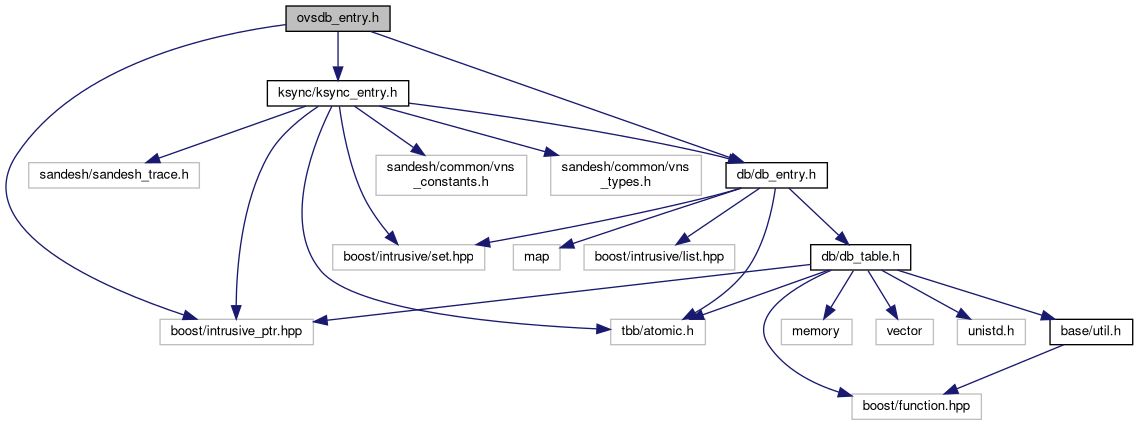 ovsdb_entry.h
ksync/ksync_entry.h
sandesh/sandesh_trace.h
sandesh/common/vns
_constants.h
sandesh/common/vns
_types.h
db/db_entry.h
boost/intrusive/set.hpp
map
boost/intrusive/list.hpp
db/db_table.h
boost/intrusive_ptr.hpp
tbb/atomic.h
memory
vector
unistd.h
base/util.h
boost/function.hpp